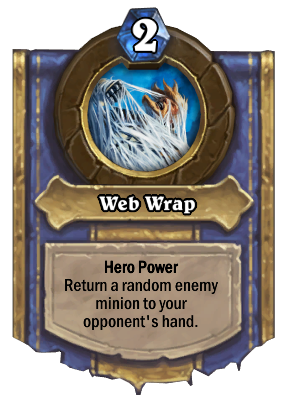 2
Web Wrap
Hero Power
Return a random enemy
minion to your
opponent's hand.